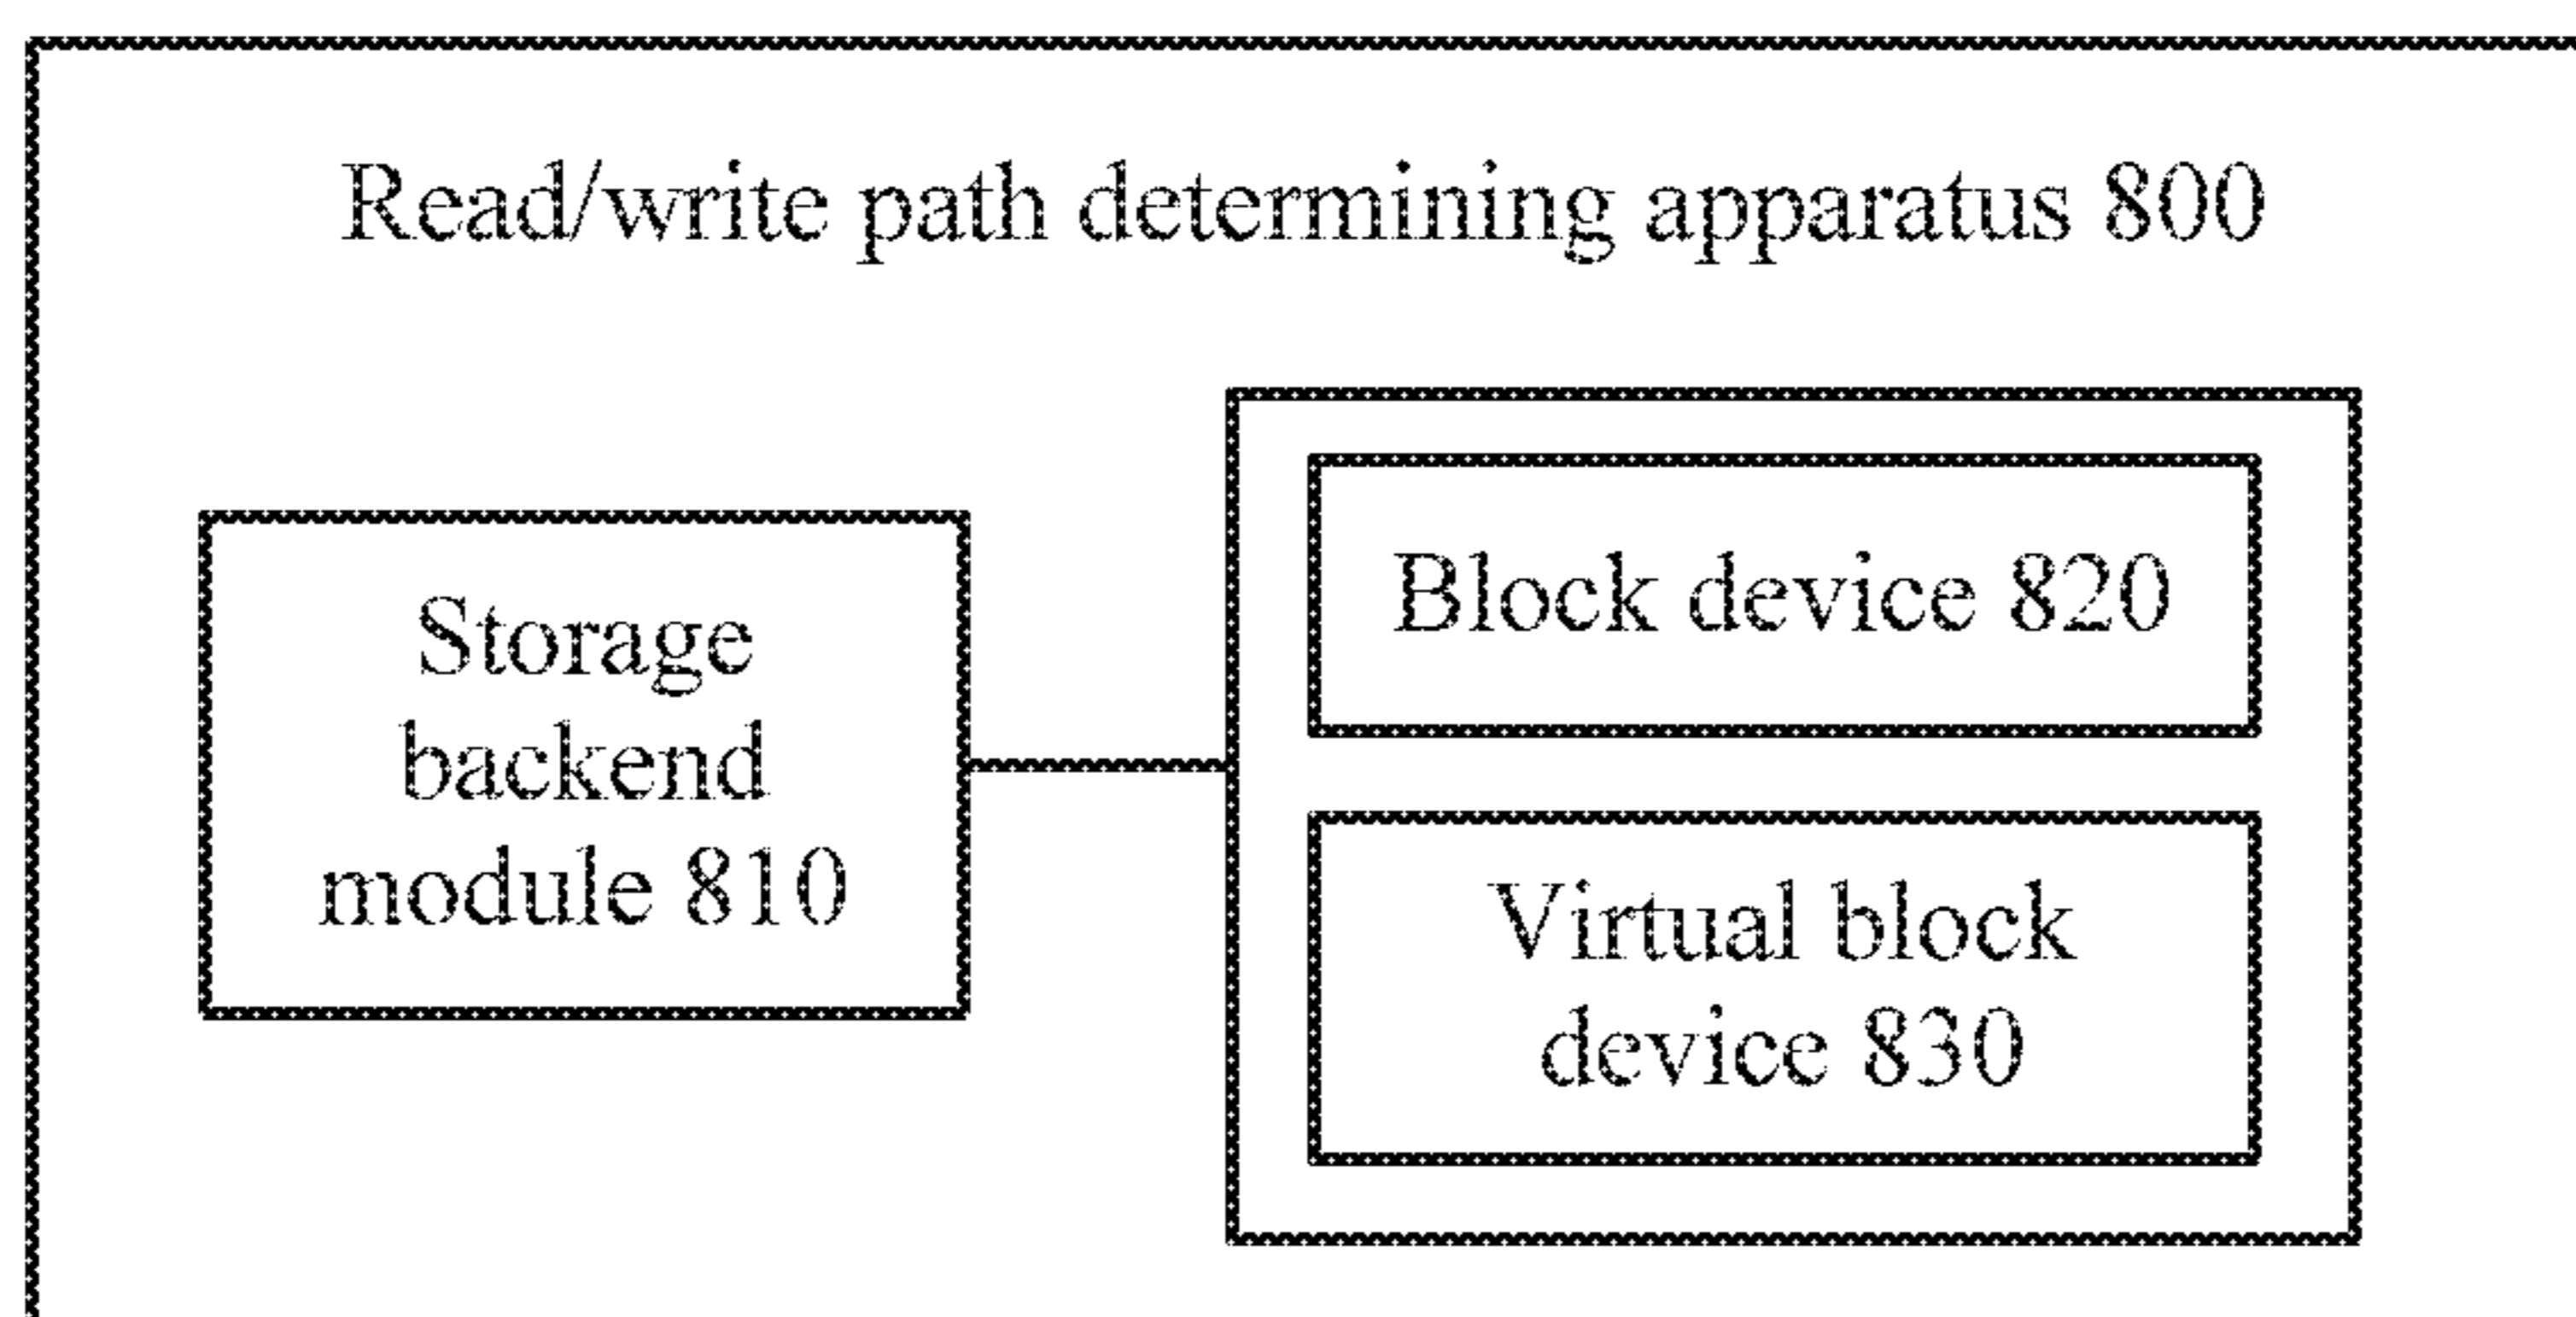 Read/write path determining apparatus 800
Storage
backend
module 810
Block device 820
Virtual block
device 830